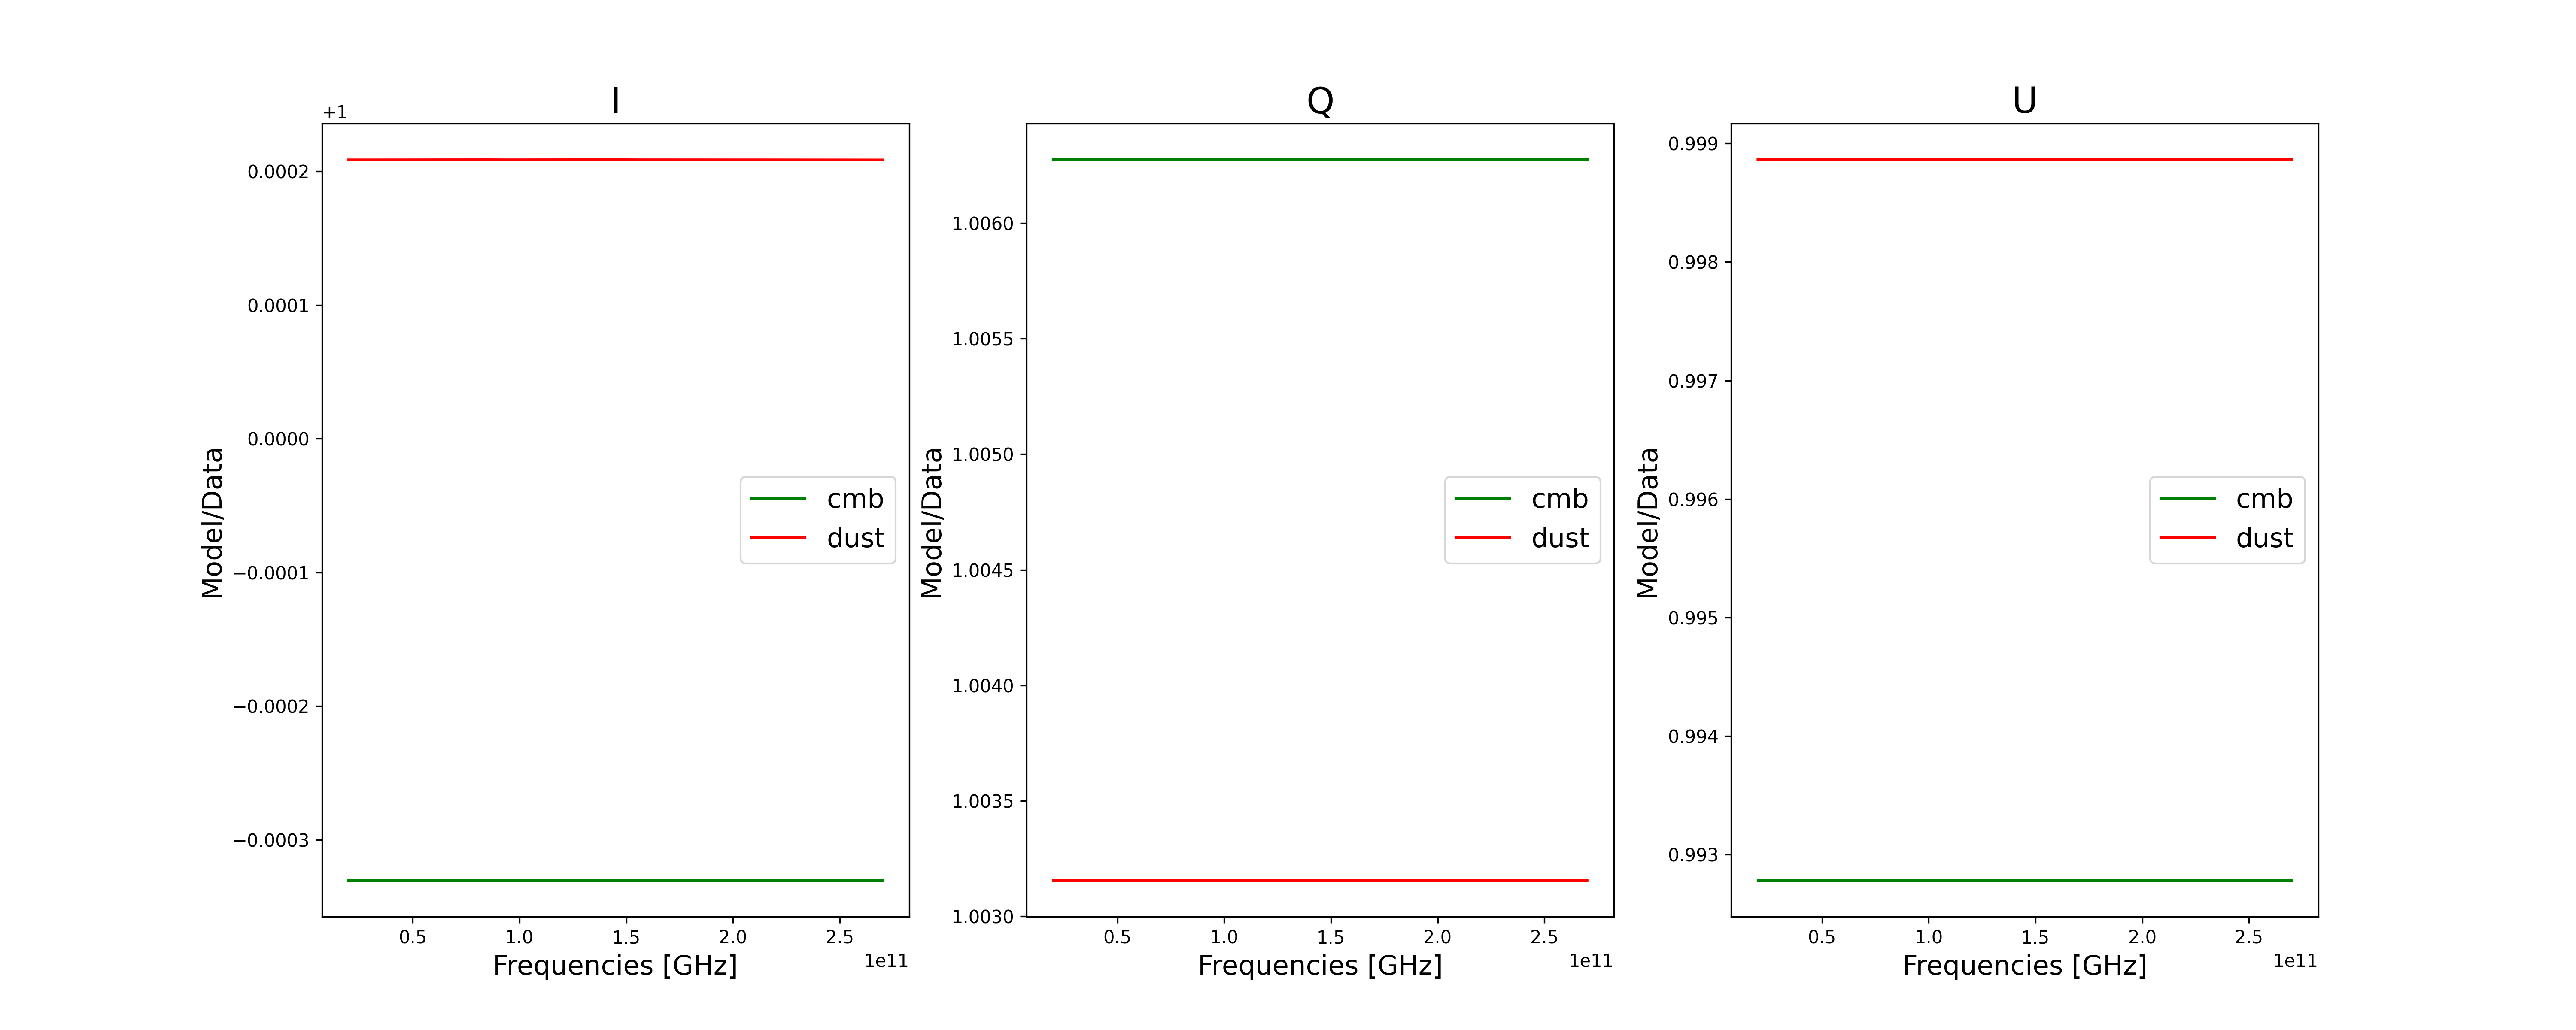 I
+1
0.0002
0.0001
0.0000
−0.0001
−0.0002
−0.0003
Model/Data
cmb
dust
0.5 1.0 1.5 2.0 2.5
1e11
Frequencies [GHz]
Q
1.0060
1.0055
1.0050
1.0045
1.0040
1.0035
1.0030
Model/Data
cmb
dust
0.5 1.0 1.5 2.0 2.5
1e11
Frequencies [GHz]
U
0.999
0.998
0.997
0.996
0.995
0.994
0.993
Model/Data
cmb
dust
0.5 1.0 1.5 2.0 2.5
1e11
Frequencies [GHz]